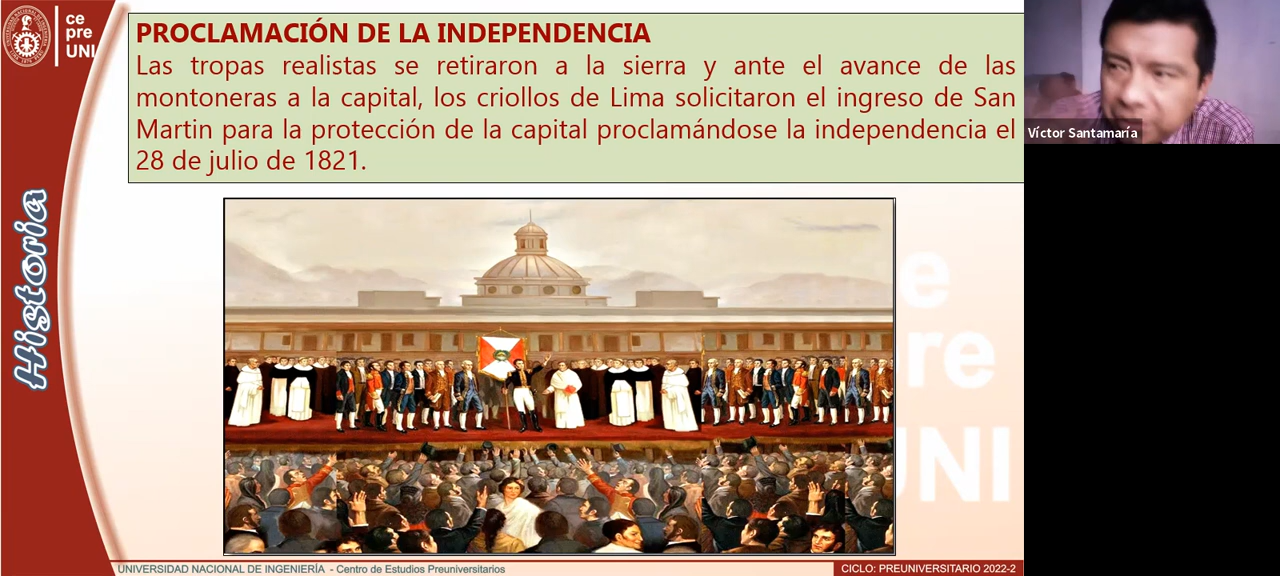 ce
pre
UNI
PROCLAMACIÓN DE LA INDEPENDENCIA
Las tropas realistas se retiraron a la sierra y ante el avance de las
montoneras a la capital, los criollos de Lima solicitaron el ingreso de San
Martin para la protección de la capital proclamándose la independencia el
28 de julio de 1821.
Víctor Santamaría
Historia
e
re
UNI
UNIVERSIDAD NACIONAL DE INGENIERÍA - Centro de Estudios Preuniversitarios
CICLO: PREUNIVERSITARIO 2022-2